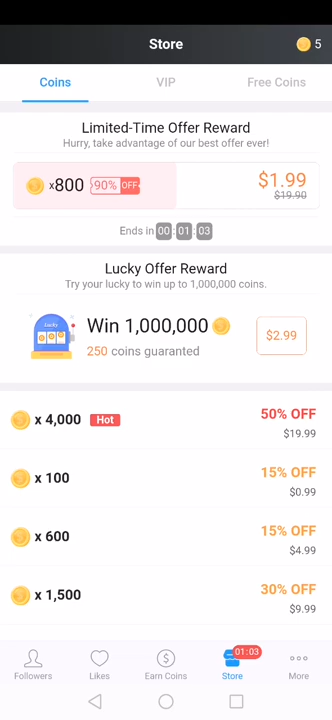 Store
5
Coins
VIP
Free Coins
Limited-Time Offer Reward
Hurry, take advantage of our best offer ever!
x800
90% OFF
$1.99
$19.90
Ends in 00:01:03
Lucky Offer Reward
Try your lucky to win up to 1,000,000 coins.
Lucky
Win 1,000,000
250 coins guaranted
$2.99
x 4,000
Hot
50% OFF
$19.99
x 100
15% OFF
$0.99
x 600
15% OFF
$4.99
x 1,500
30% OFF
$9.99
01:03
Followers
Likes
Earn Coins
Store
More